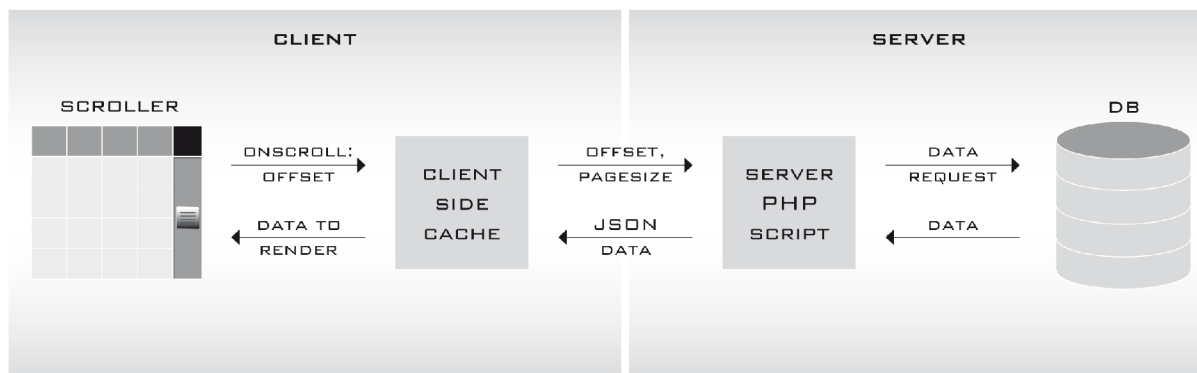 CLIENT
SERVER
SCROLLER
DB
ONSCROLL:
OFFSET
DATA TO
RENDER
CLIENT
SIDE
CACHE
OFFSET,
PAGESIZE
JSON
DATA
SERVER
PHP
SCRIPT
DATA
REQUEST
DATA